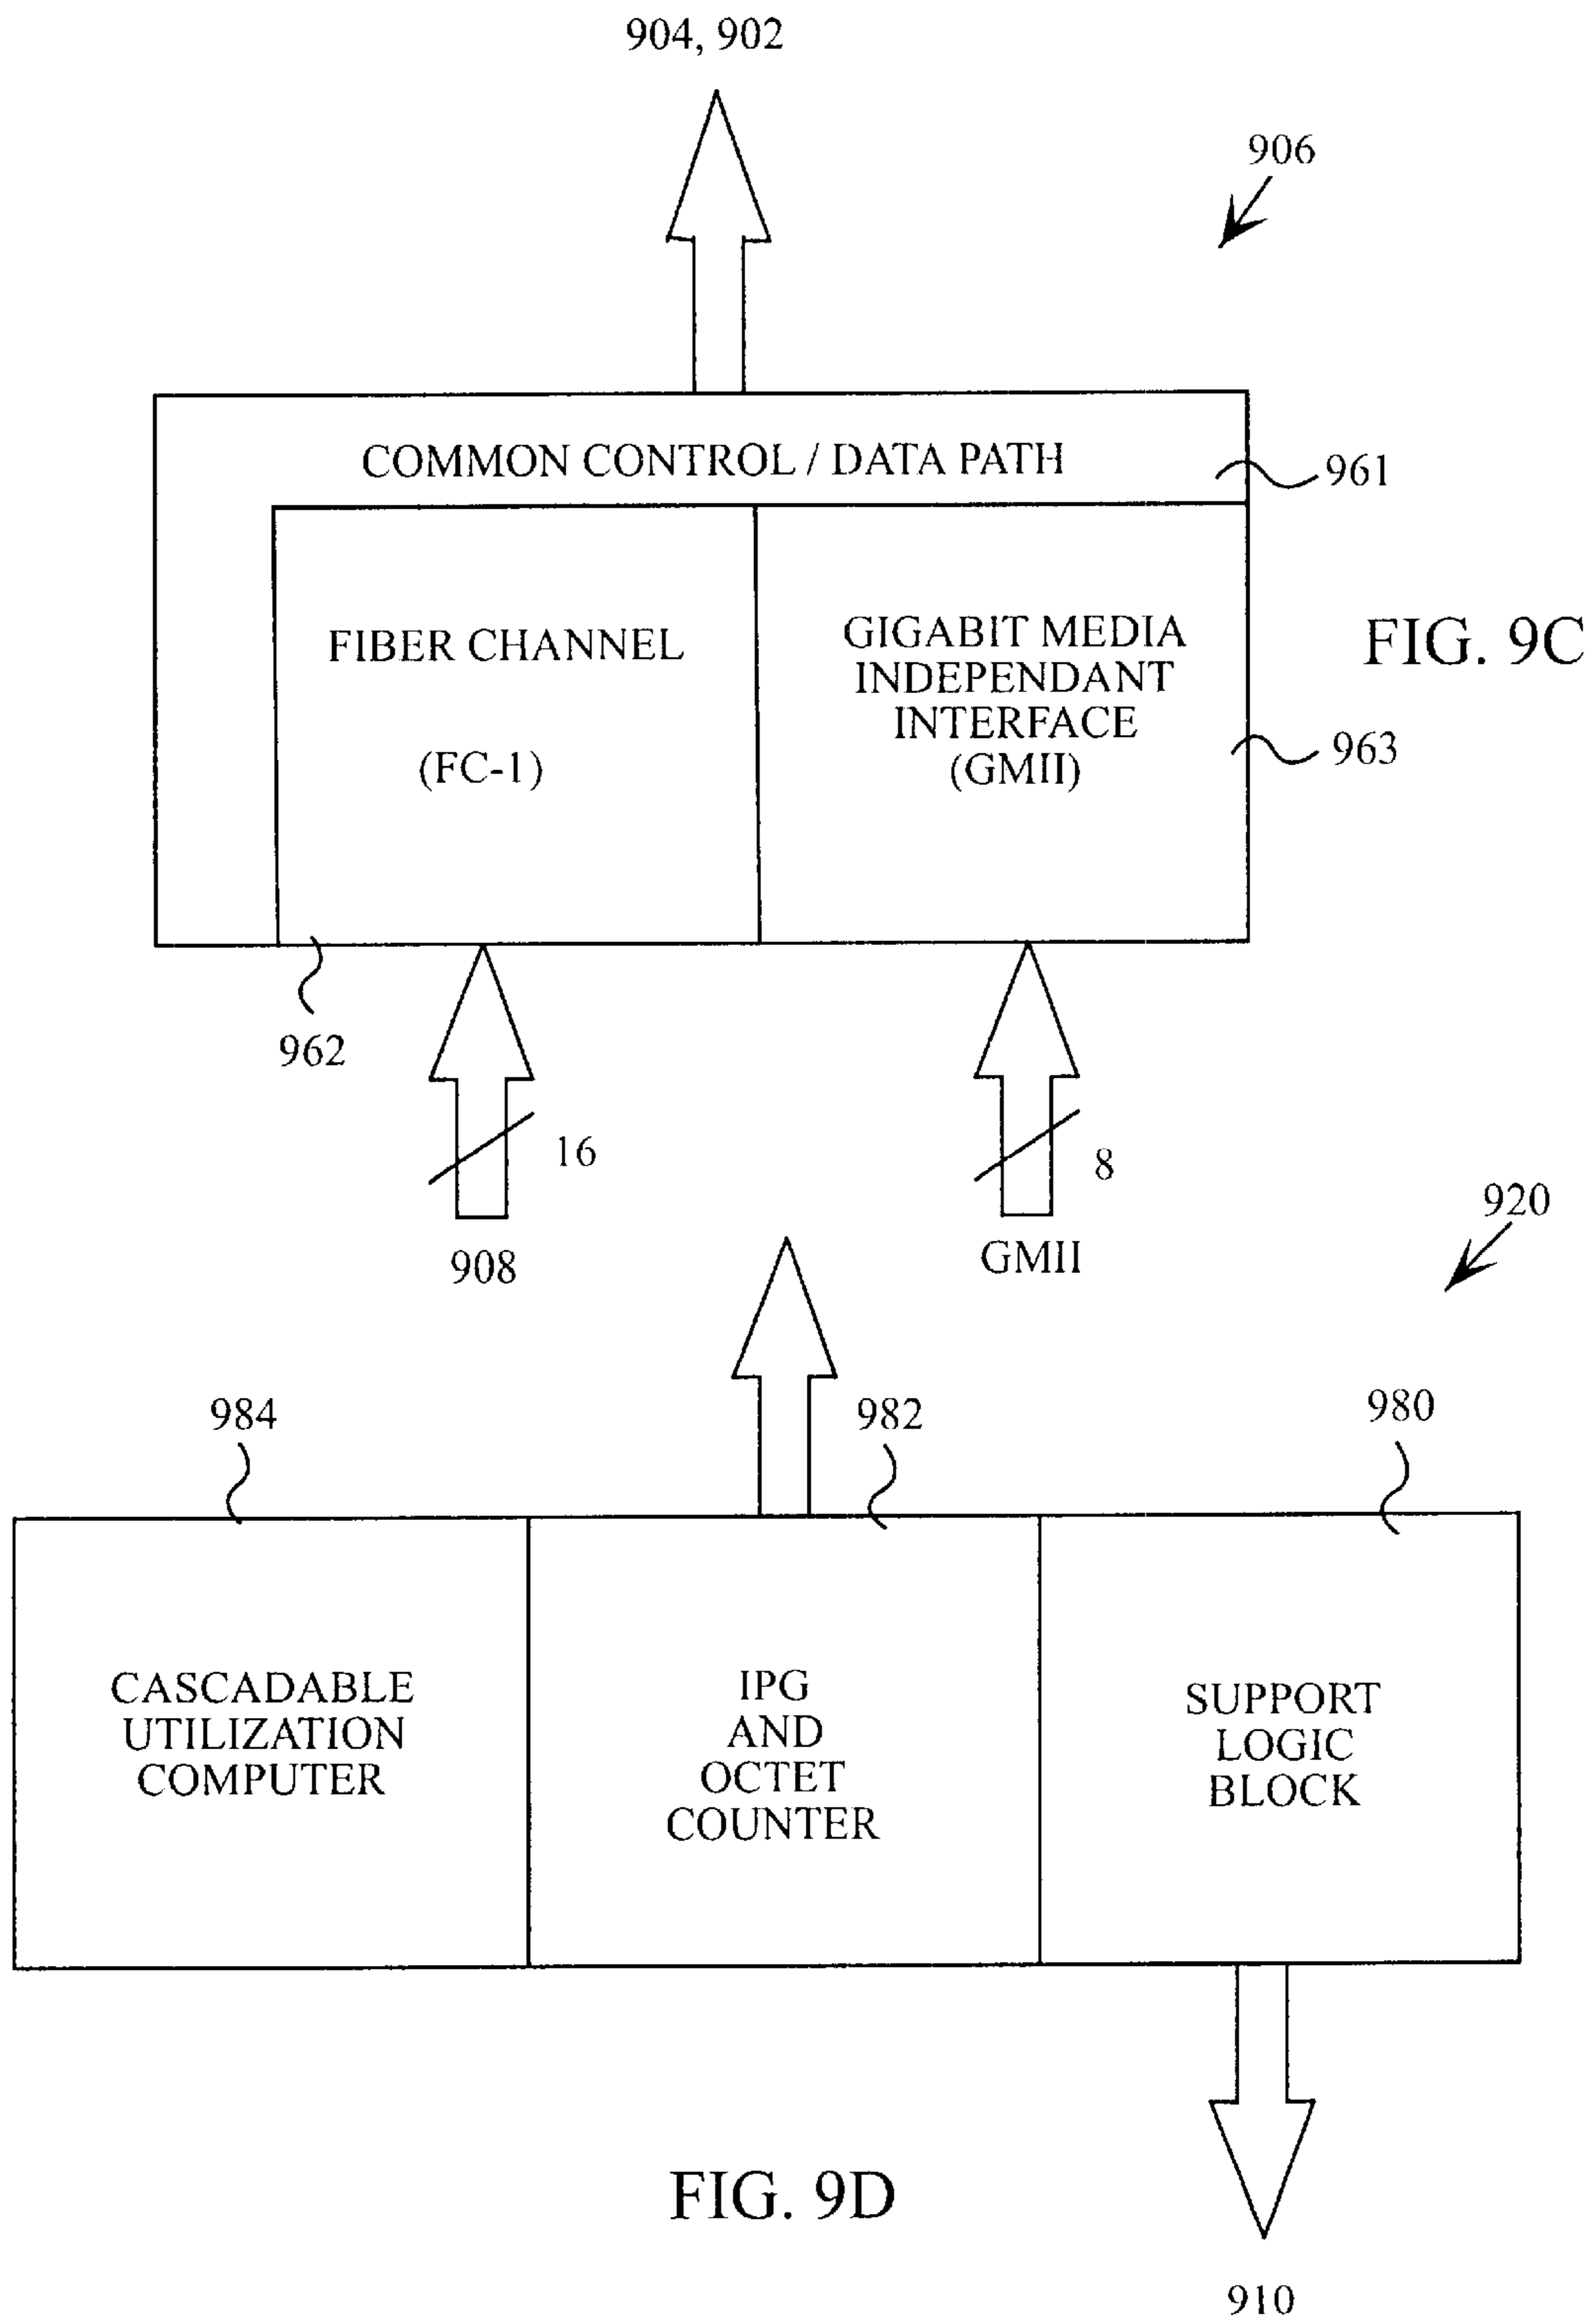 904, 902
906
COMMON CONTROL / DATA PATH
961
FIBER CHANNEL
(FC-1)
GIGABIT MEDIA
INDEPENDANT
INTERFACE
(GMII)
FIG. 9C
963
962
16
8
908
GMII
920
984
982
980
CASCADABLE
UTILIZATION
COMPUTER
IPG
AND
OCTET
COUNTER
SUPPORT
LOGIC
BLOCK
FIG. 9D
910